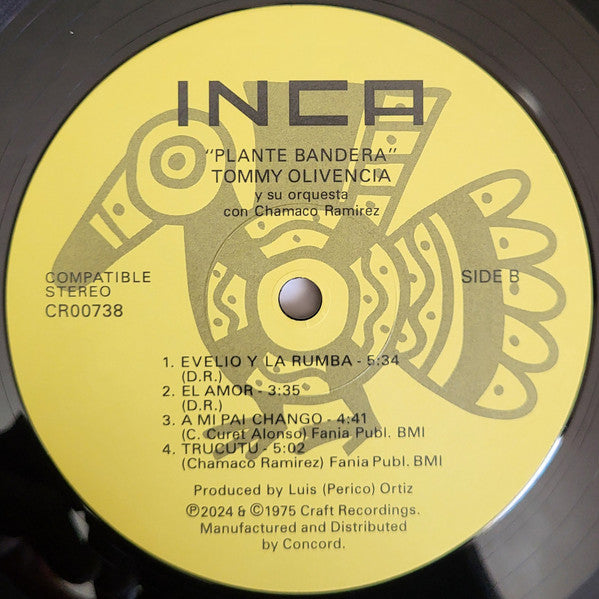 INCA
"PLANTE BANDERA"
TOMMY OLIVENCIA
y su orquesta
con Chamaco Ramirez
COMPATIBLE
STEREO
CR00738
SIDE B
1. EVELIO Y LA RUMBA - 5:34
(D.R.)
2. EL AMOR - 3:35
(D.R.)
3. A MI PAI CHANGO - 4:41
(C. Curet Alonso) Fania Publ. BMI
4. TRUCUTU - 5:02
(Chamaco Ramirez) Fania Publ. BMI
Produced by Luis (Perico) Ortiz
℗2024 & ©1975 Craft Recordings.
Manufactured and Distributed
by Concord.